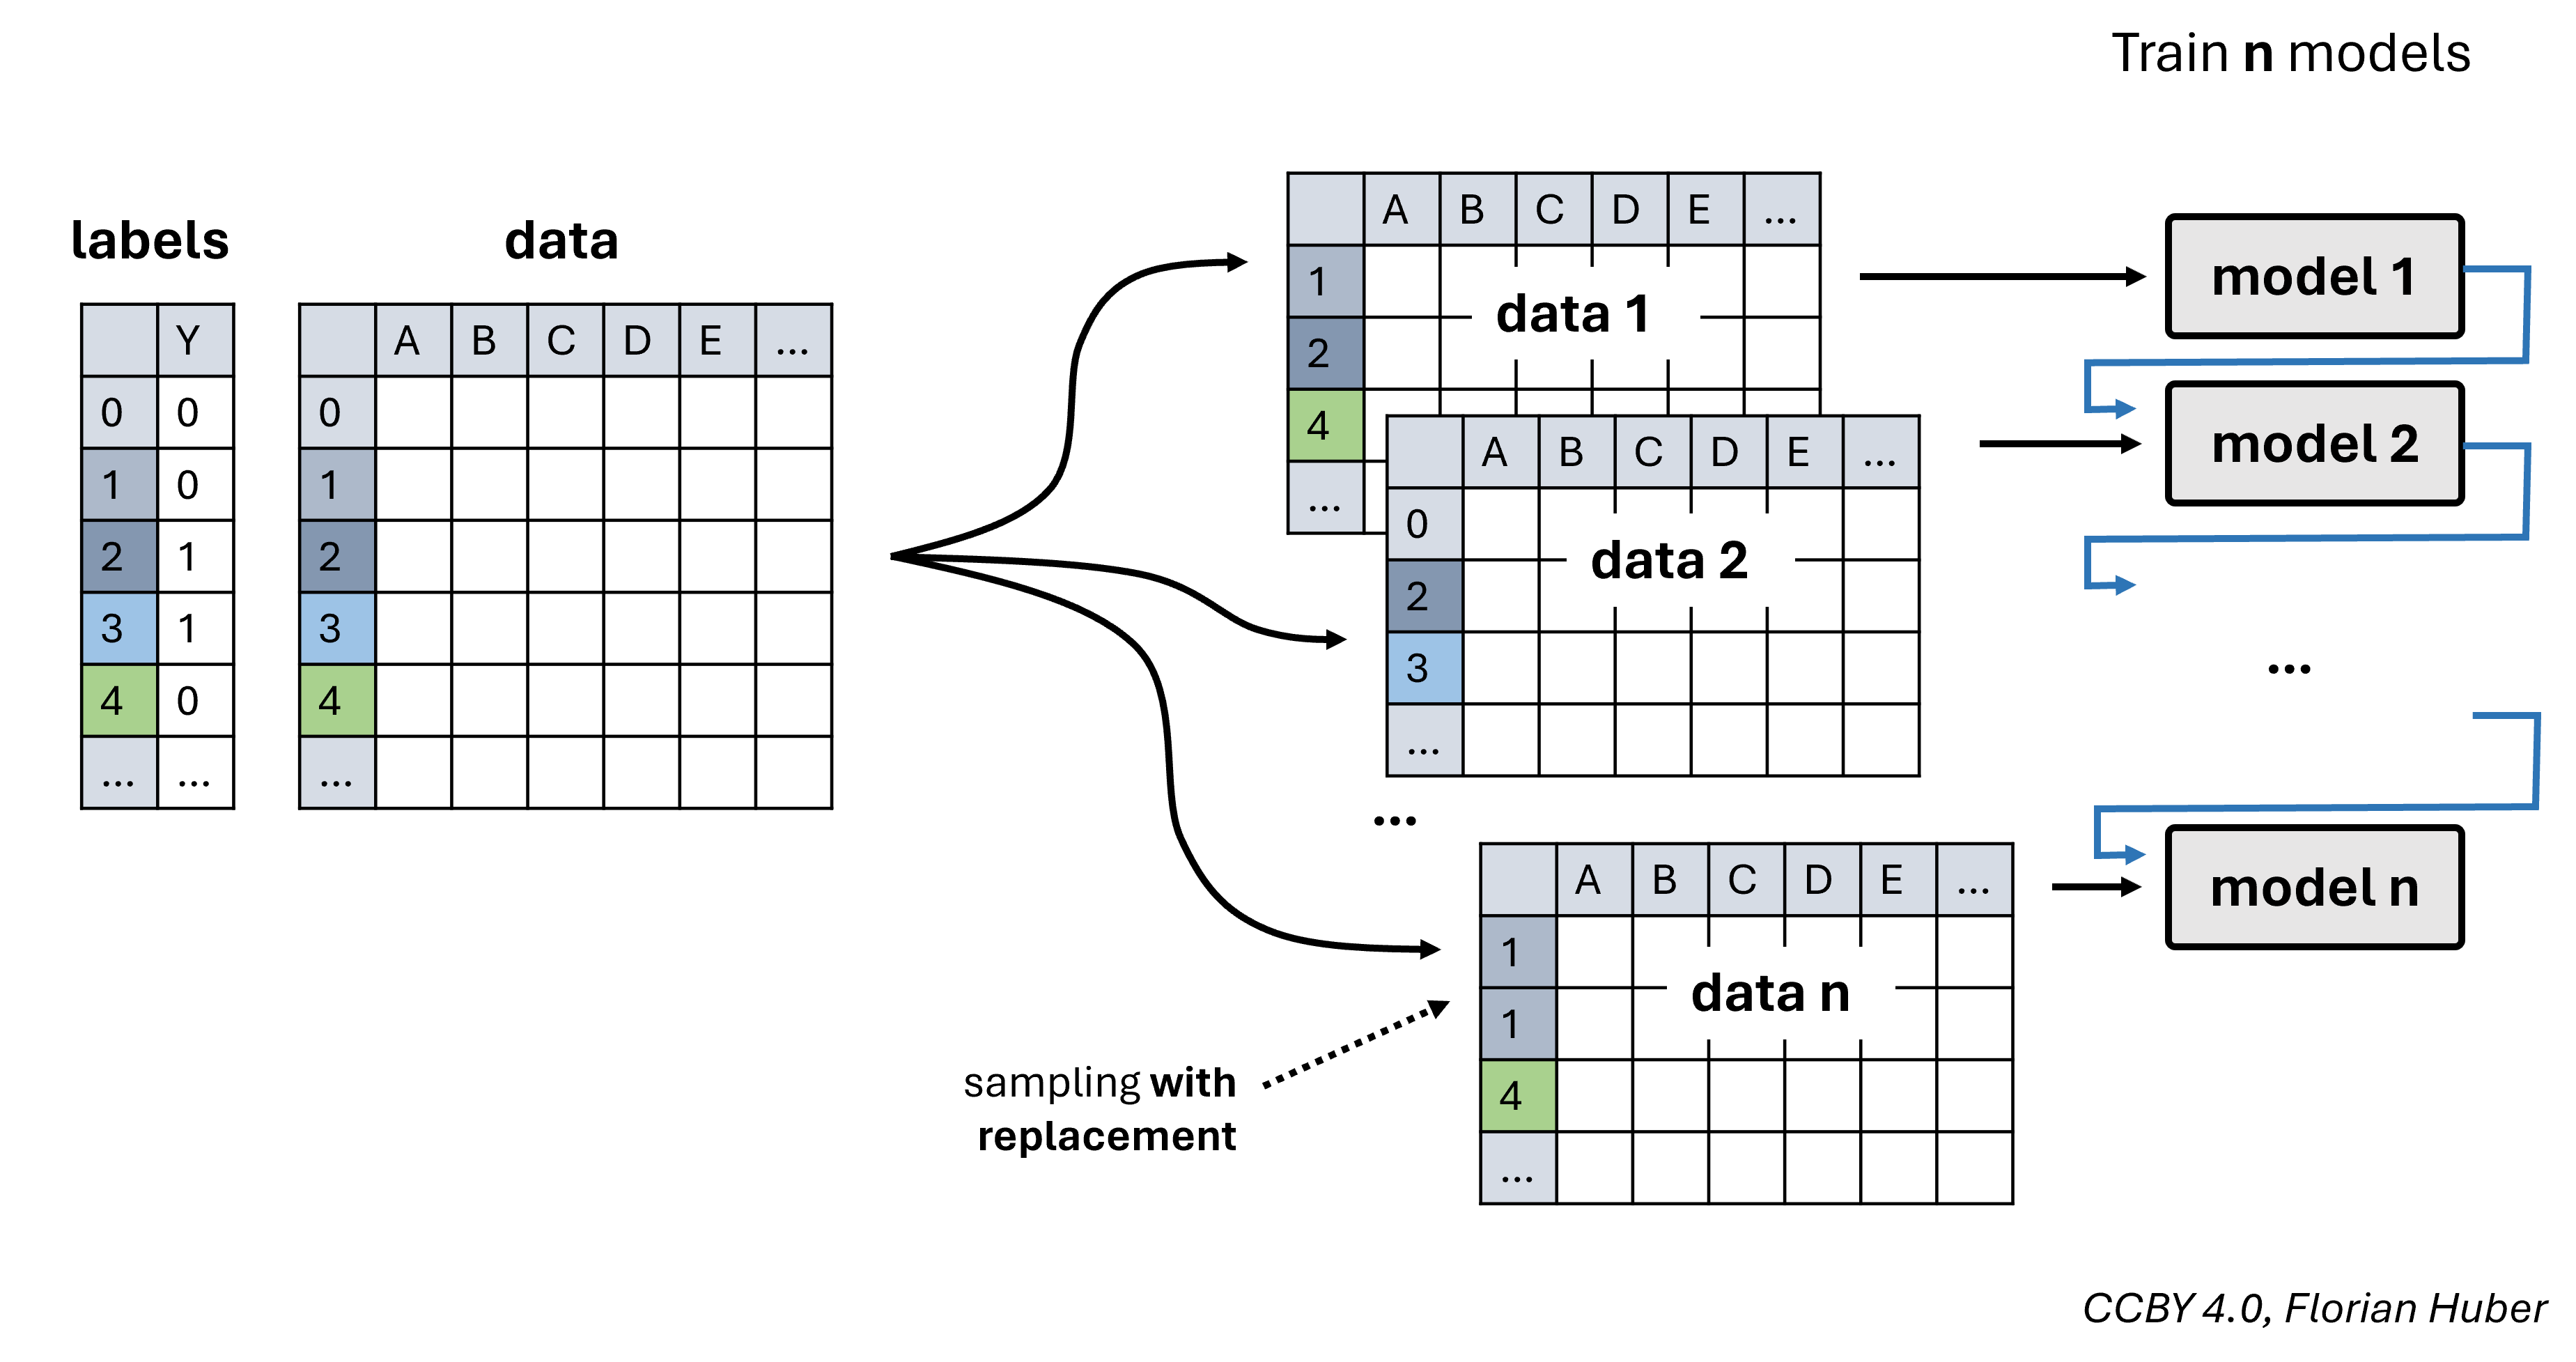 Train n models
labels
data
Y
0 0
1 0
2 1
3 1
4 0
... ...
A B C D E ...
0
1
2
3
4
...
A B C D E ...
1
2
4
...
data 1
A B C D E ...
0
2
3
...
data 2
...
A B C D E ...
1
1
4
...
data n
sampling with
replacement
model 1
model 2
...
model n
CCBY 4.0, Florian Huber